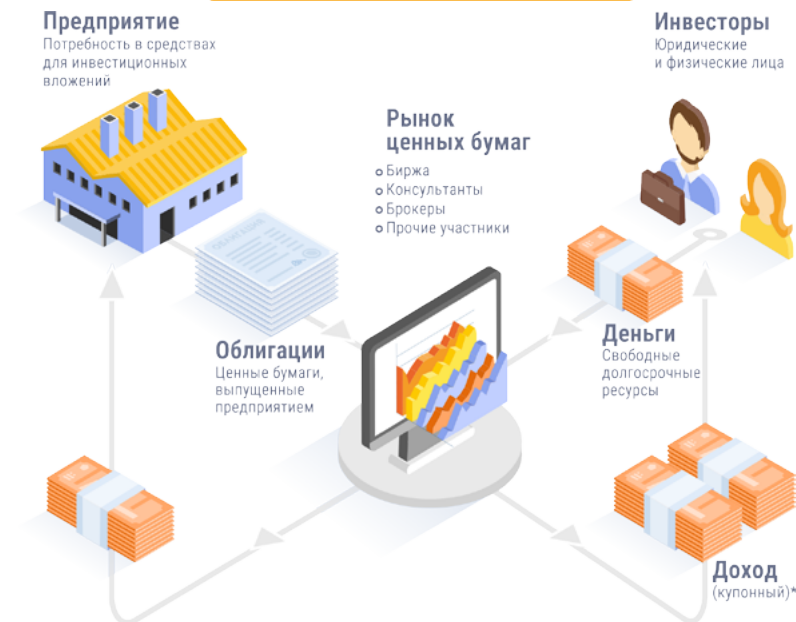 Предприятие
Потребность в средствах
для инвестиционных
вложений
Инвесторы
Юридические
и физические лица
Рынок
ценных бумаг
Биржа
Консультанты
Брокеры
Прочие участники
ОБЛИГАЦИЯ
Облигации
Ценные бумаги,
выпущенные
предприятием
Деньги
Свободные
долгосрочные
ресурсы
Доход
(купонный)*